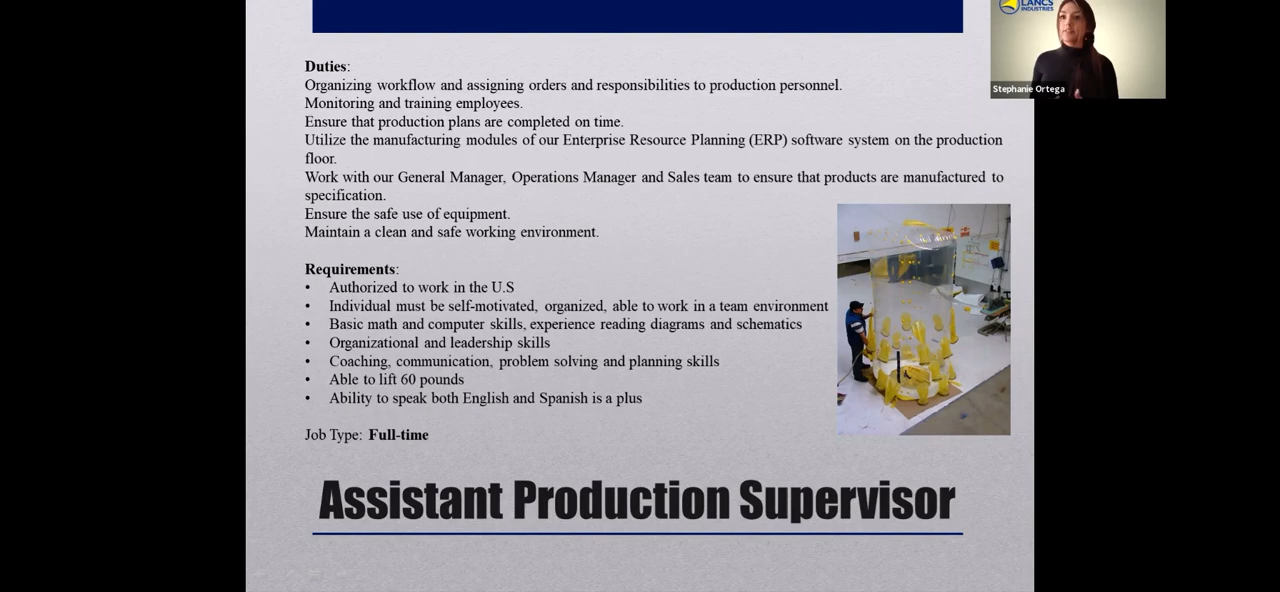 LANCS
INDUSTRIES
Stephanie Ortega
Duties:
Organizing workflow and assigning orders and responsibilities to production personnel.
Monitoring and training employees.
Ensure that production plans are completed on time.
Utilize the manufacturing modules of our Enterprise Resource Planning (ERP) software system on the production
floor.
Work with our General Manager, Operations Manager and Sales team to ensure that products are manufactured to
specification.
Ensure the safe use of equipment.
Maintain a clean and safe working environment.
Requirements:
• Authorized to work in the U.S
• Individual must be self-motivated, organized, able to work in a team environment
• Basic math and computer skills, experience reading diagrams and schematics
• Organizational and leadership skills
• Coaching, communication, problem solving and planning skills
• Able to lift 60 pounds
• Ability to speak both English and Spanish is a plus
Job Type: Full-time
Assistant Production Supervisor